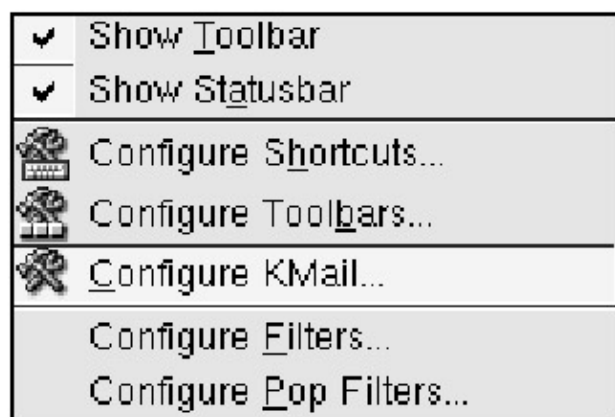 Show Toolbar
Show Statusbar
Configure Shortcuts...
Configure Toolbars...
Configure KMail...
Configure Filters...
Configure Pop Filters...